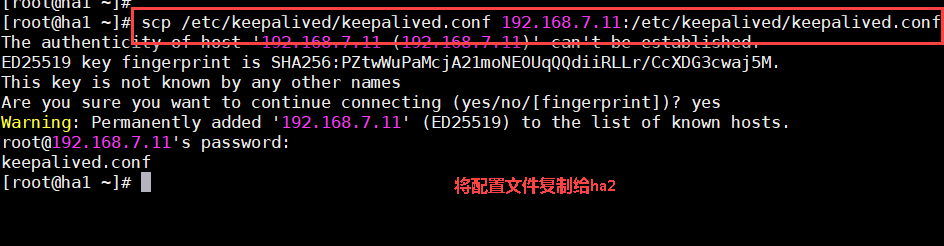 [root@ha1 ~]#
[root@ha1 ~]# scp /etc/keepalived/keepalived.conf 192.168.7.11:/etc/keepalived/keepalived.conf
The authenticity of host '192.168.7.11 (192.168.7.11)' can't be established.
ED25519 key fingerprint is SHA256:PZtwWuPaMcjA21moNEOUqQQdiiRLLr/CcXDG3cwaj5M.
This key is not known by any other names
Are you sure you want to continue connecting (yes/no/[fingerprint])? yes
Warning: Permanently added '192.168.7.11' (ED25519) to the list of known hosts.
root@192.168.7.11's password:
keepalived.conf
[root@ha1 ~]#
将配置文件复制给ha2